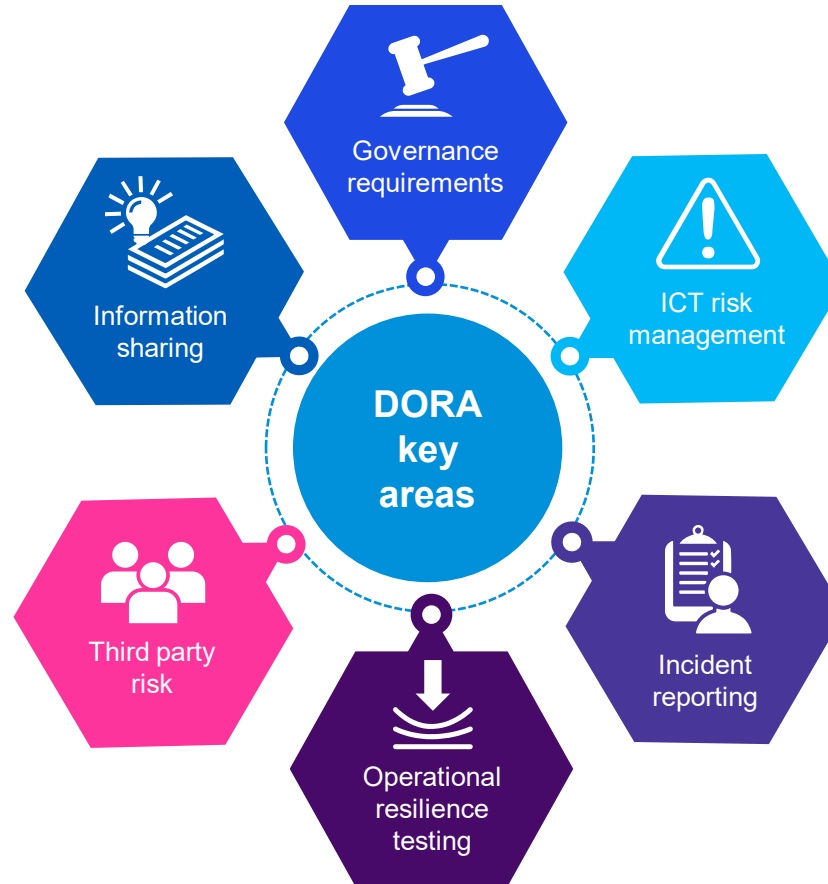 Governance
requirements
ICT risk
management
Incident
reporting
Operational
resilience
testing
Third party
risk
Information
sharing
DORA
key
areas